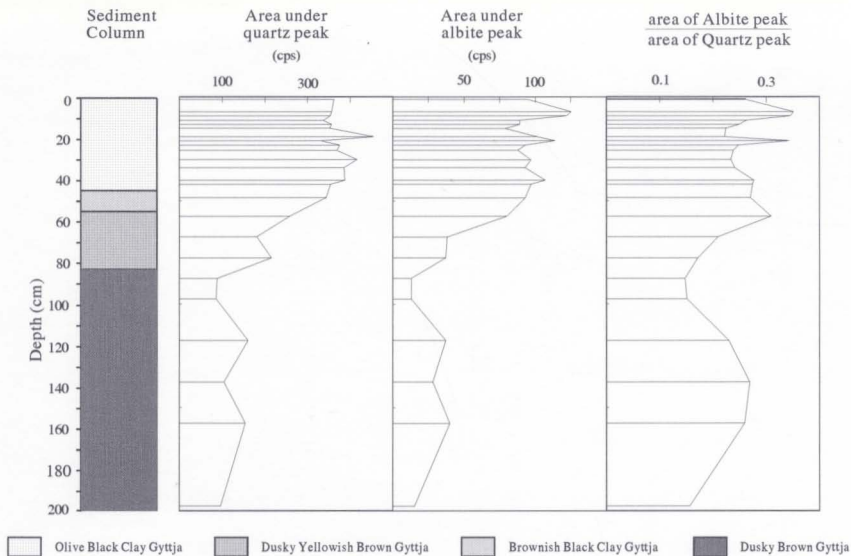 Sediment
Column
Area under
quartz peak
(cps)
Area under
albite peak
(cps)
area of Albite peak
area of Quartz peak
100 300
50 100
0.1 0.3
Depth (cm)
0
20
40
60
80
100
120
140
160
180
200
Olive Black Clay Gyttja
Dusky Yellowish Brown Gyttja
Brownish Black Clay Gyttja
Dusky Brown Gyttja